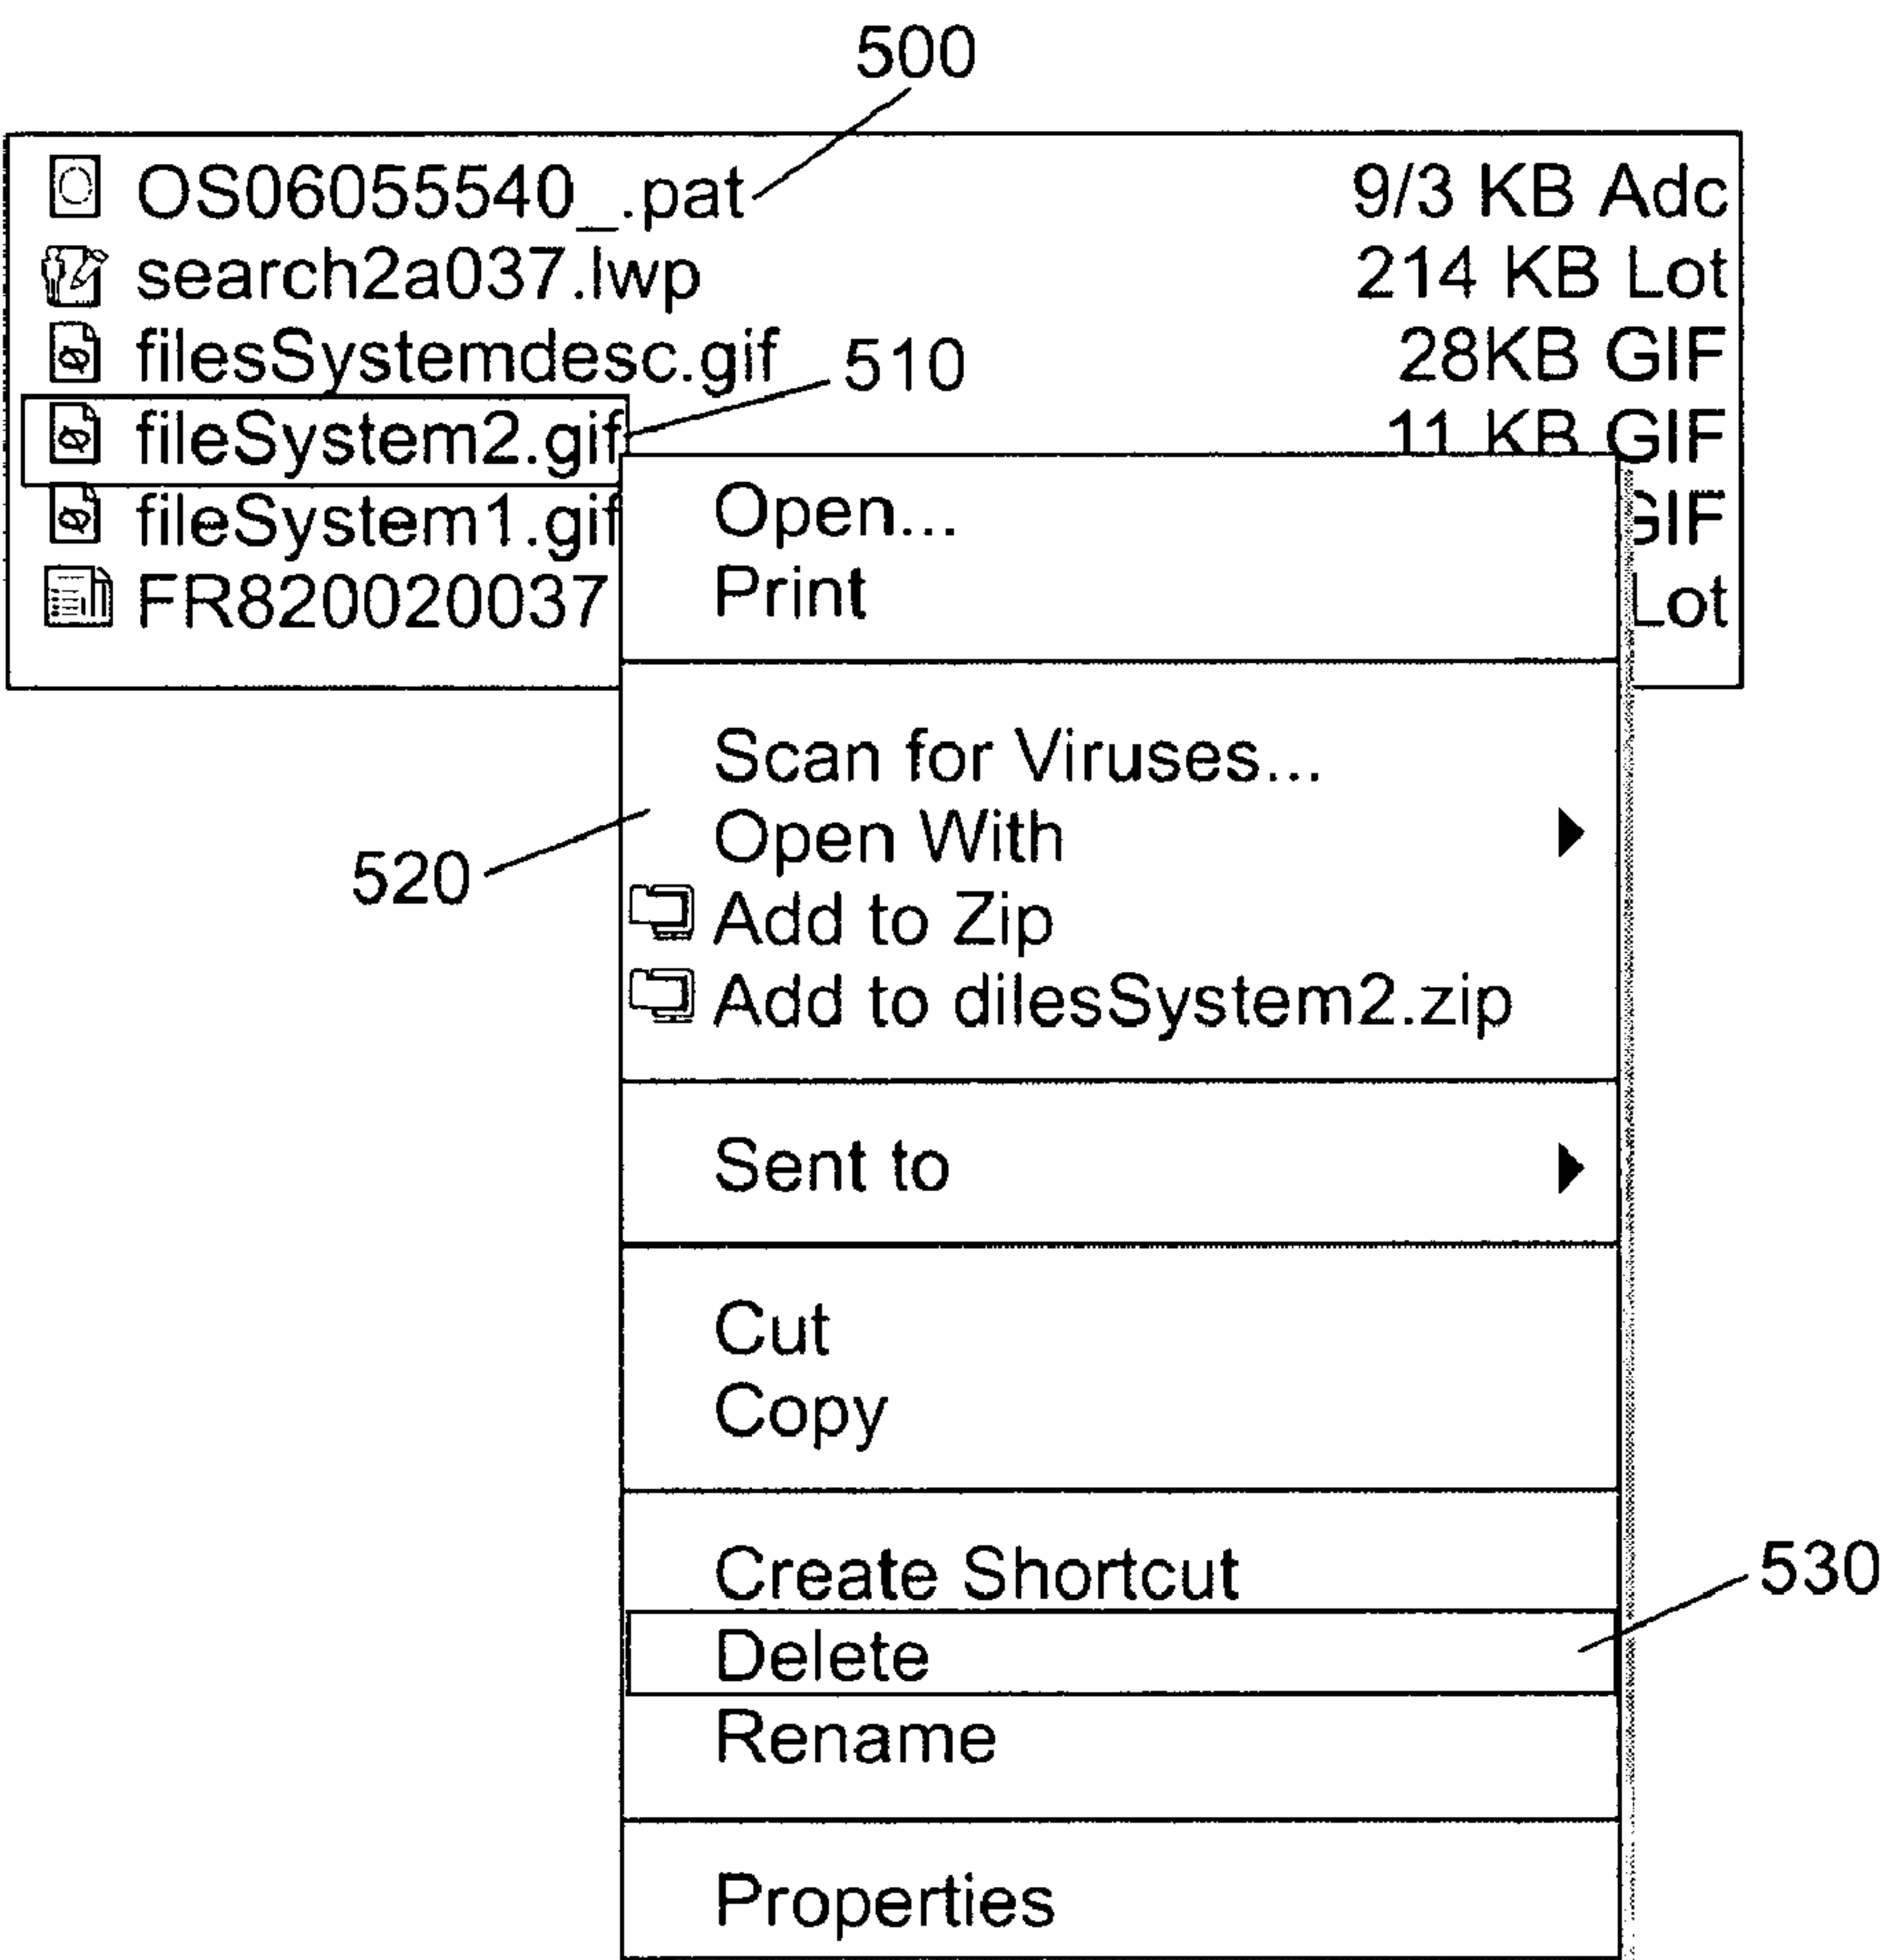 500
OS06055540_.pat 9/3 KB Adc
search2a037.lwp 214 KB Lot
filesSystemdesc.gif 28KB GIF
510
fileSystem2.gif 11 KB GIF
fileSystem1.gif GIF
FR820020037 Lot
Open...
Print
Scan for Viruses...
Open With
520
Add to Zip
Add to dilesSystem2.zip
Sent to
Cut
Copy
Create Shortcut
530
Delete
Rename
Properties